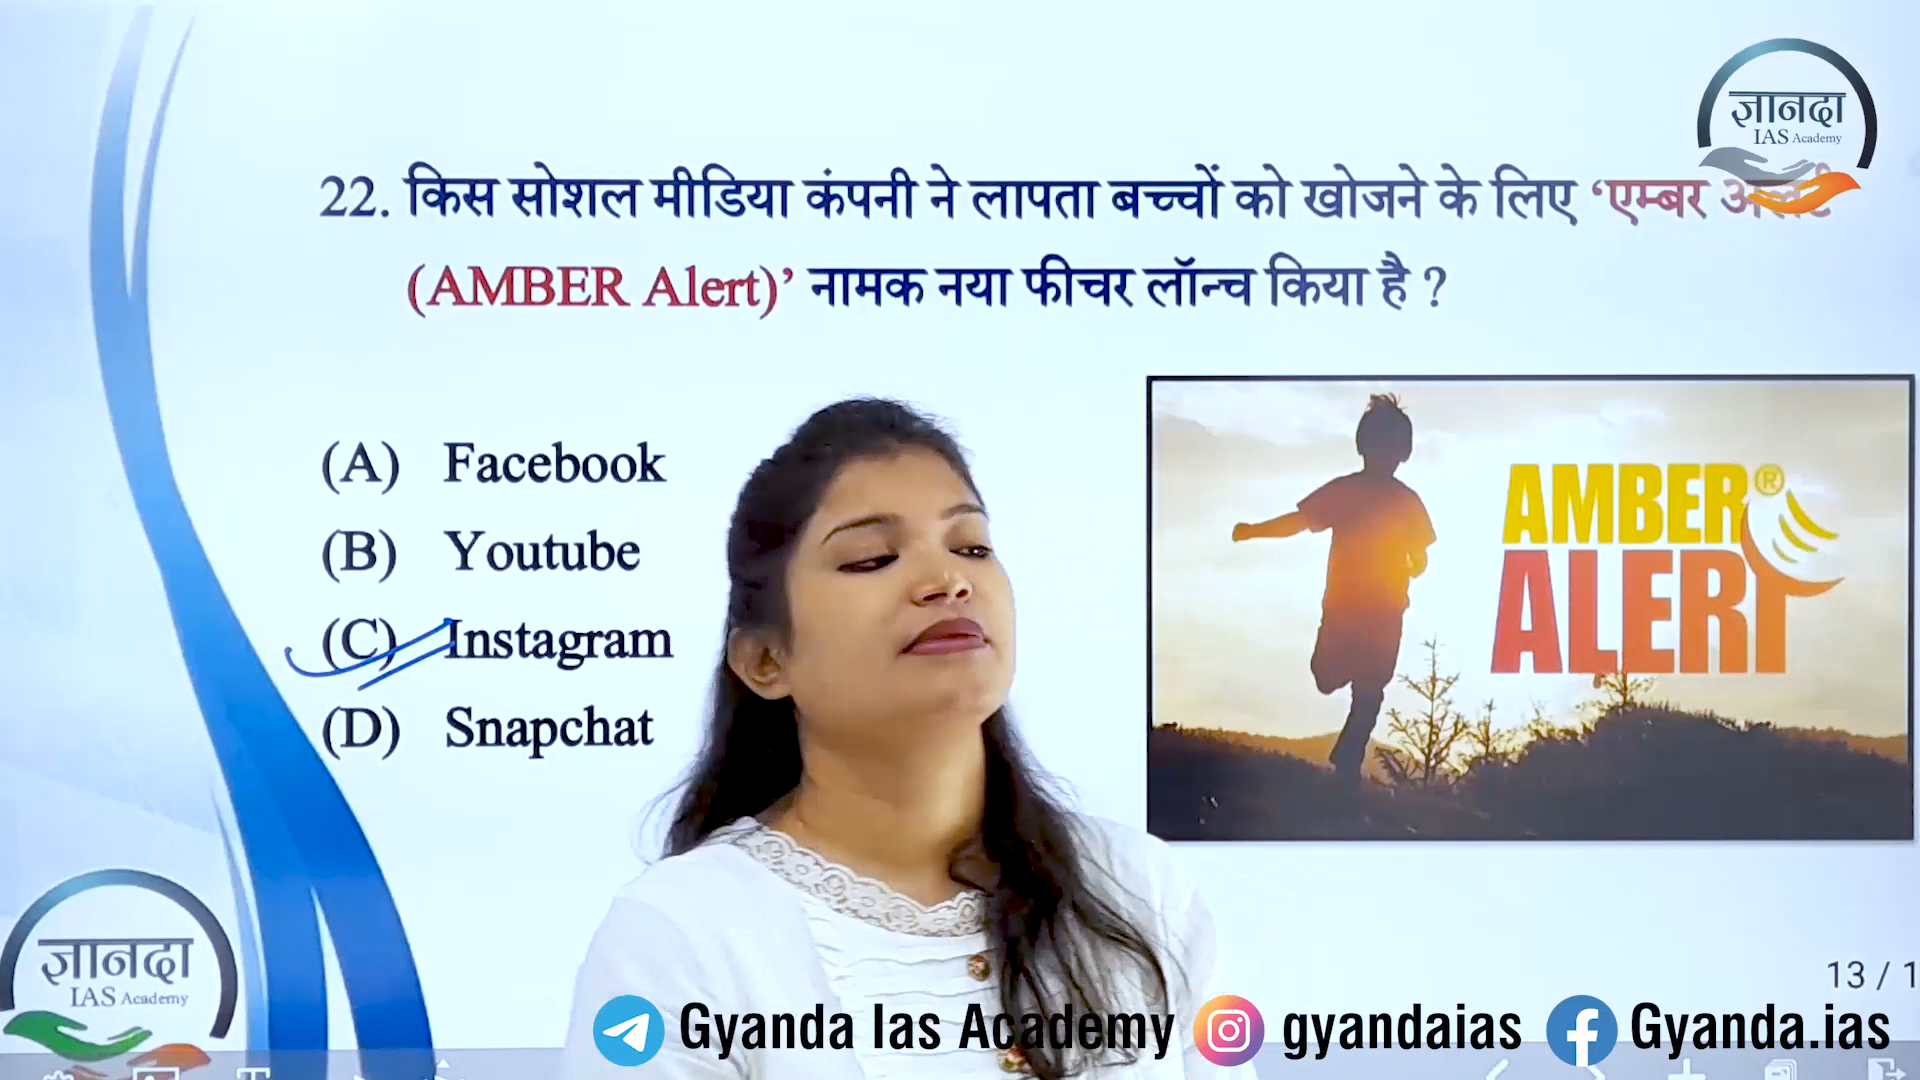 ज्ञानदा
IAS Academy
22. किस सोशल मीडिया कंपनी ने लापता बच्चों को खोजने के लिए ‘एम्बर
(AMBER Alert)’ नामक नया फीचर लॉन्च किया है ?
(A) Facebook
(B) Youtube
(C) Instagram
(D) Snapchat
AMBER®
ALERT
ज्ञानदा
IAS Academy
13 / 1
Gyanda Ias Academy
gyandaias
Gyanda.ias